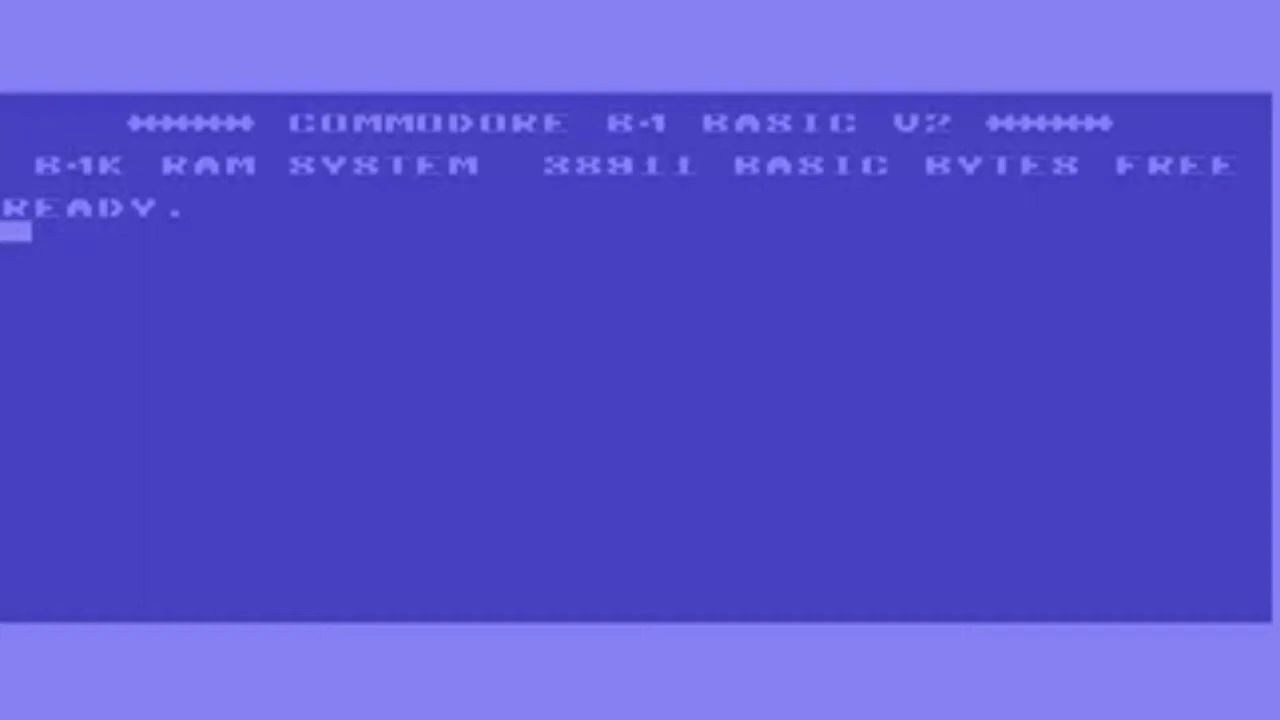 **** COMMODORE 64 BASIC V2 ****
64K RAM SYSTEM  38911 BASIC BYTES FREE
READY.